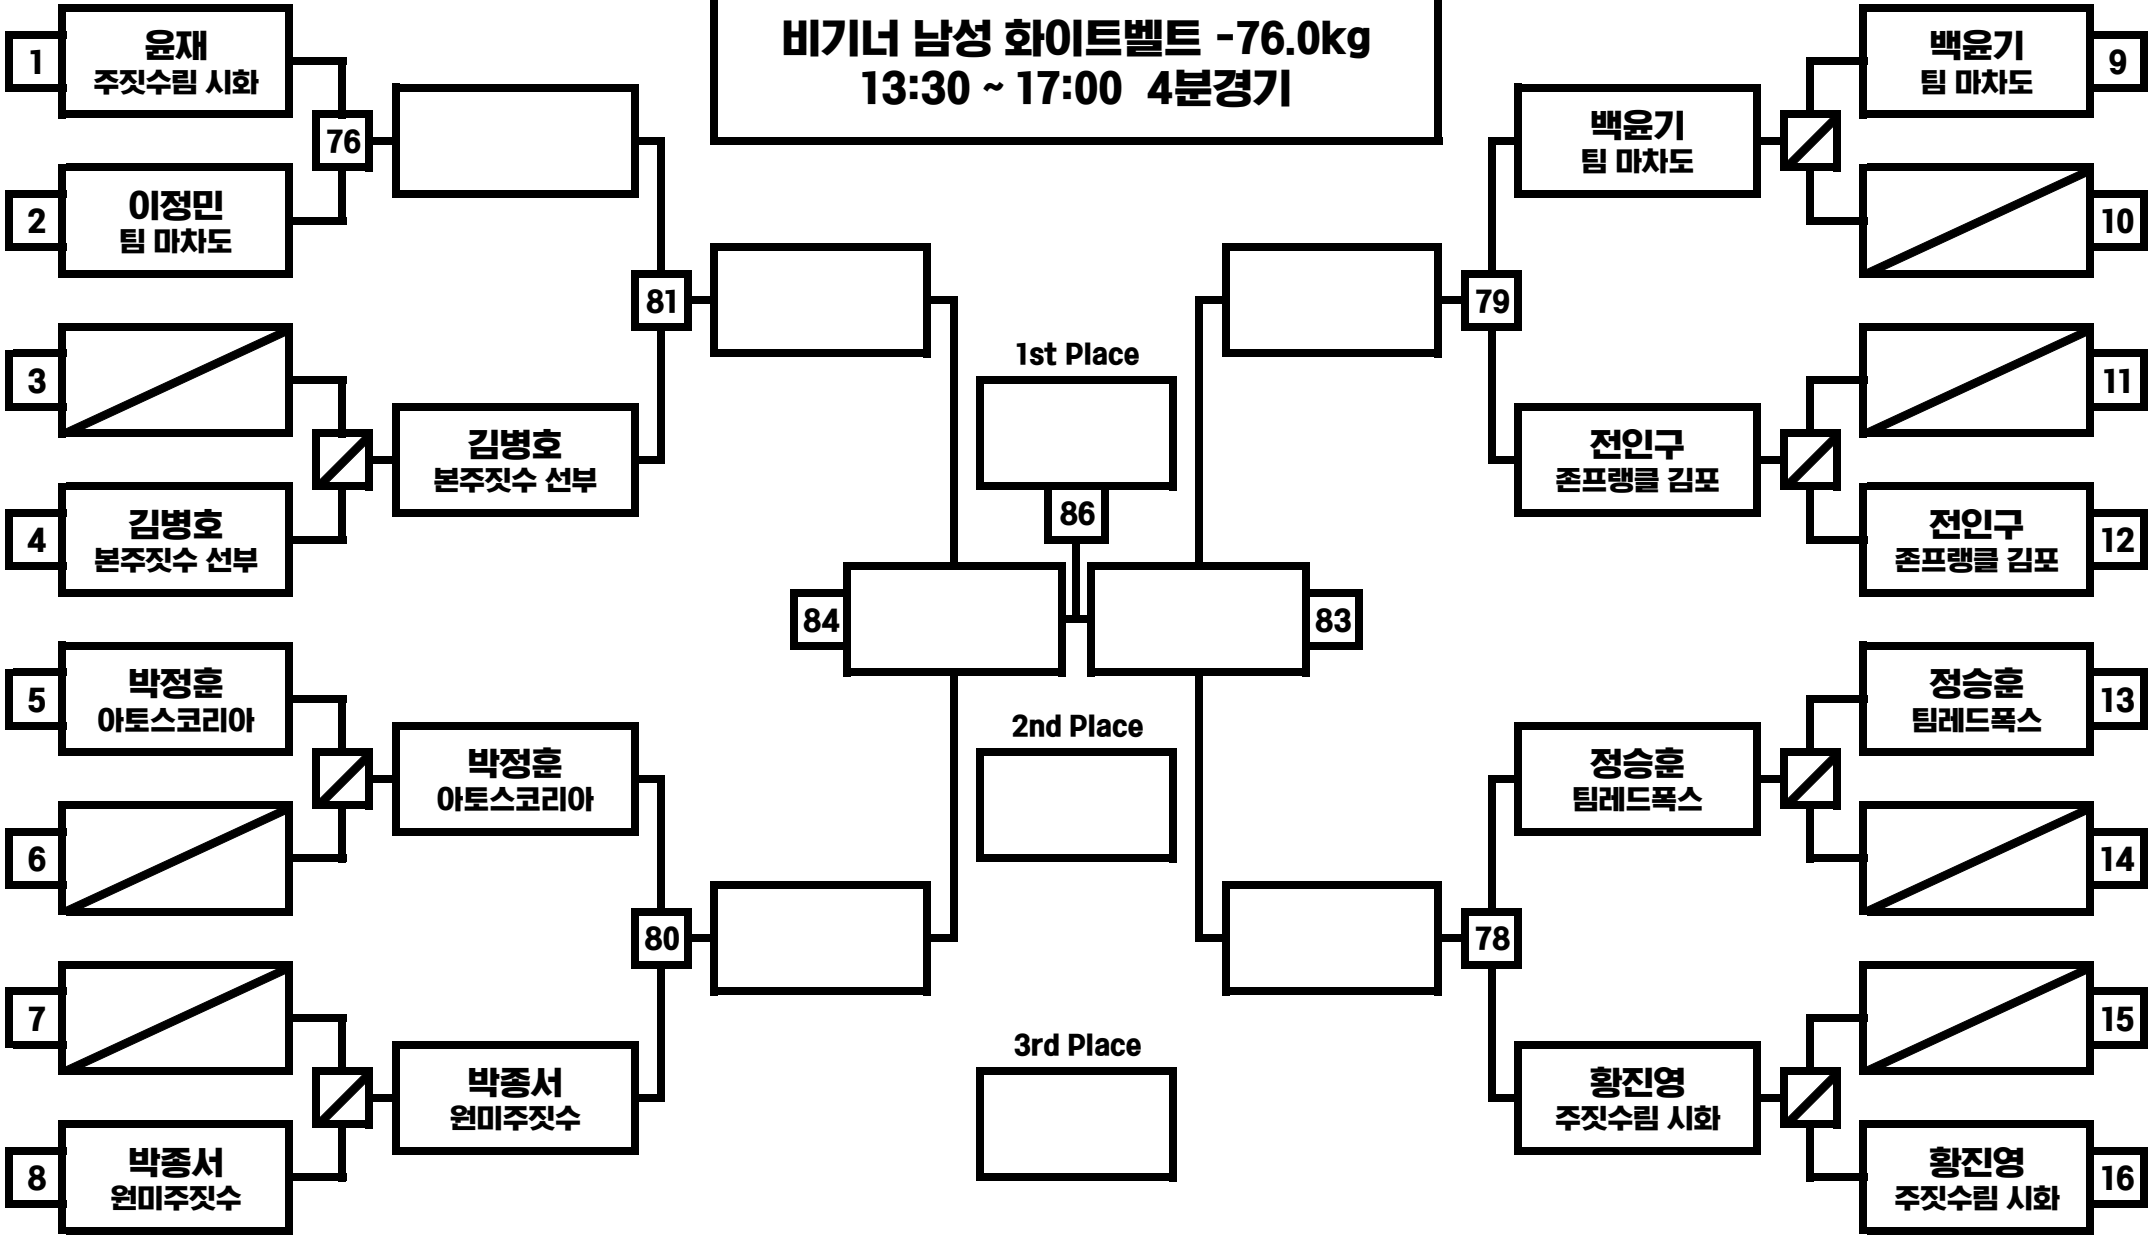 비기너 남성 화이트벨트 -76.0kg
13:30 ~ 17:00 4분경기
1
윤재
주짓수림 시화
76
2
이정민
팀 마차도
3
4
김병호
본주짓수 선부
김병호
본주짓수 선부
81
5
박정훈
아토스코리아
6
박정훈
아토스코리아
7
8
박종서
원미주짓수
박종서
원미주짓수
80
84
1st Place
86
2nd Place
3rd Place
83
79
백윤기
팀 마차도
백윤기
팀 마차도
9
10
전인구
존프랭클 김포
11
전인구
존프랭클 김포
12
78
정승훈
팀레드폭스
정승훈
팀레드폭스
13
14
황진영
주짓수림 시화
15
황진영
주짓수림 시화
16